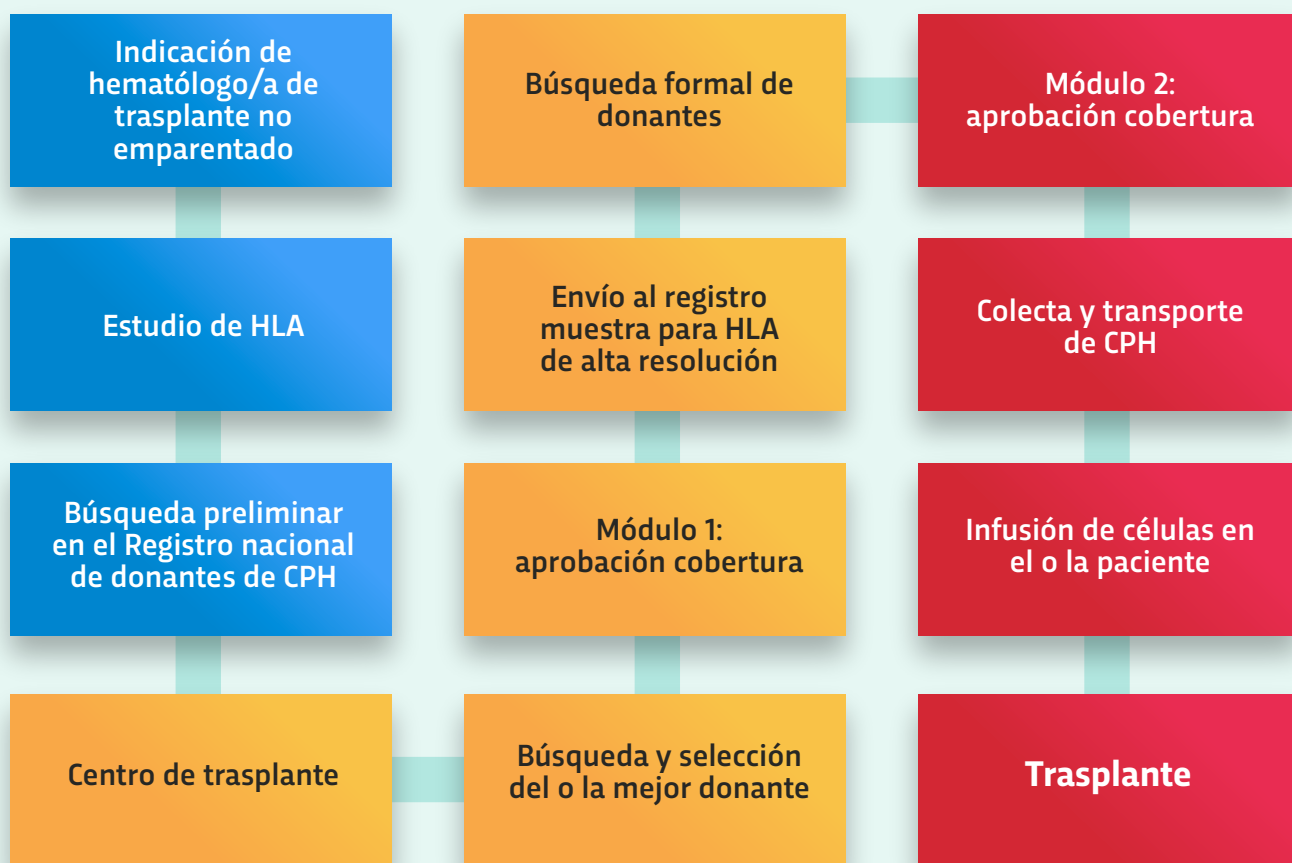 Indicación de
hematólogo/a de
trasplante no
emparentado
Estudio de HLA
Búsqueda preliminar
en el Registro nacional
de donantes de CPH
Centro de trasplante
Búsqueda y selección
del o la mejor donante
Módulo 1:
aprobación cobertura
Envío al registro
muestra para HLA
de alta resolución
Búsqueda formal de
donantes
Módulo 2:
aprobación cobertura
Colecta y transporte
de CPH
Infusión de células en
el o la paciente
Trasplante